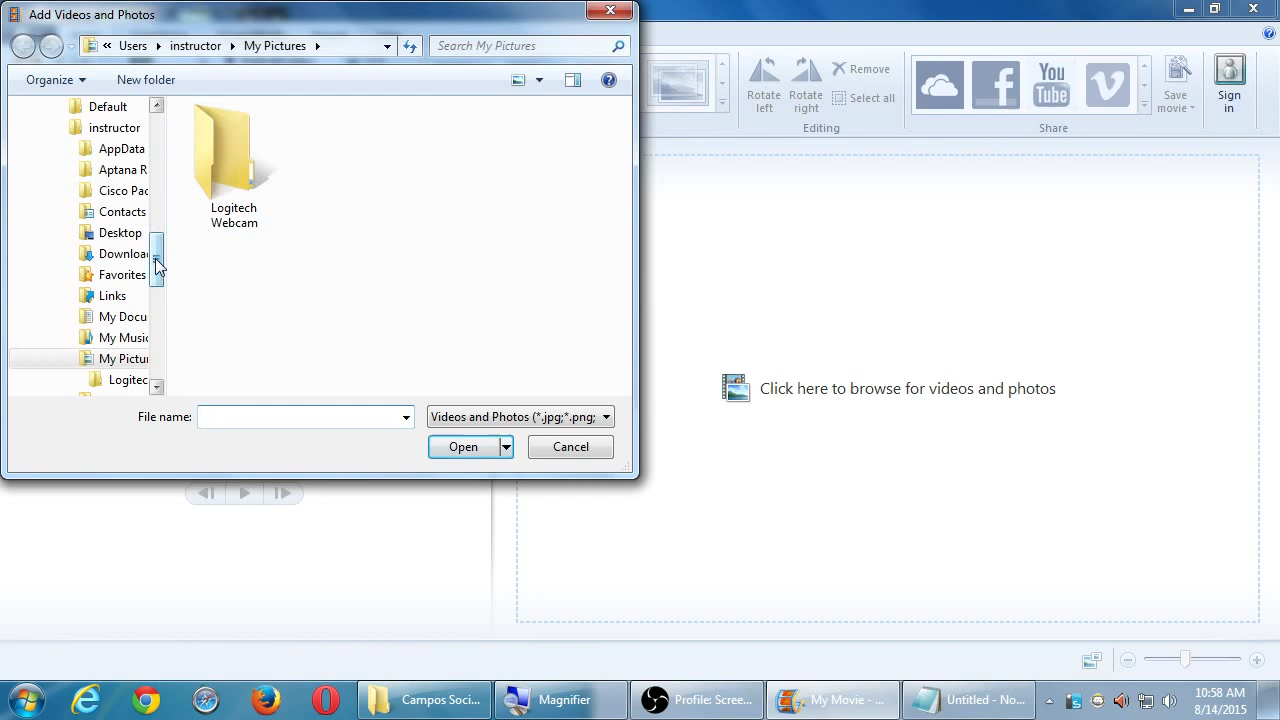 Add Videos and Photos
« Users instructor My Pictures
Search My Pictures
Organize
New folder
Default
instructor
AppData
Aptana R
Cisco Pac
Contacts
Desktop
Downloa
Favorites
Links
My Docu
My Music
My Pictur
Logitec
Logitech
Webcam
File name:
Videos and Photos (*.jpg;*.png;
Open
Cancel
Rotate
left
Rotate
right
Remove
Select all
Editing
You
Tube
Share
Save
movie
Sign
in
Click here to browse for videos and photos
Campos Soci...
Magnifier
Profile: Scree...
My Movie - ...
Untitled - No...
10:58 AM
8/14/2015